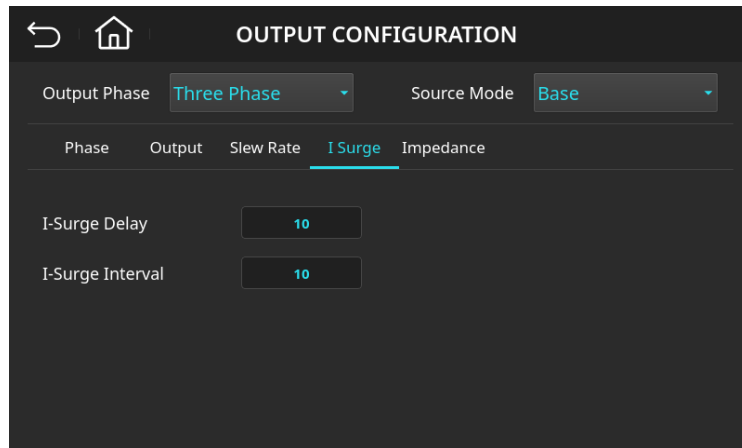 OUTPUT CONFIGURATION
Output Phase Three Phase Source Mode Base
Phase Output Slew Rate I Surge Impedance
I-Surge Delay 10
I-Surge Interval 10